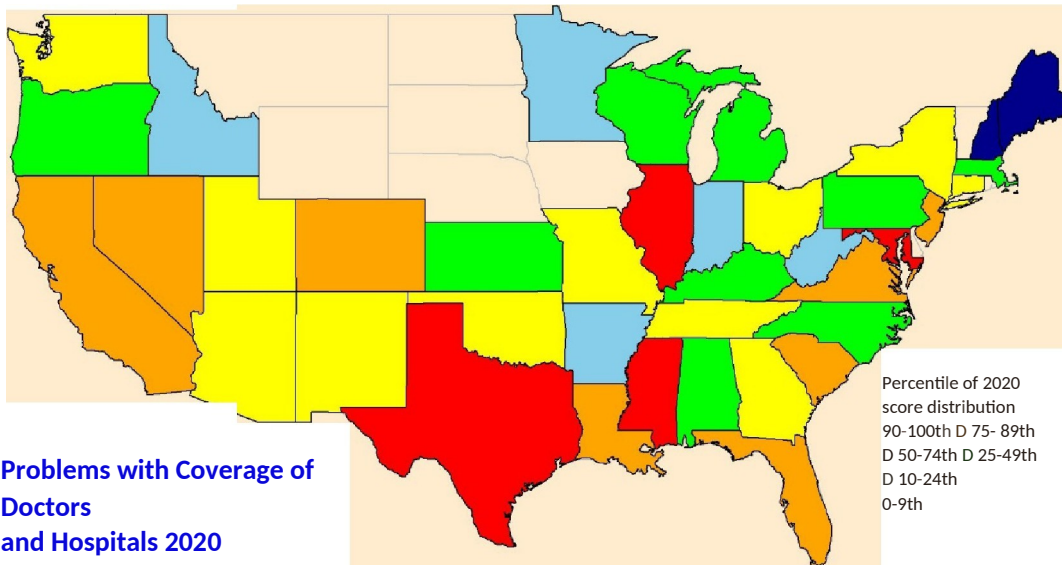 Percentile of 2020
score distribution
90-100th D 75- 89th
D 50-74th D 25-49th
D 10-24th
0-9th
Problems with Coverage of
Doctors
and Hospitals 2020